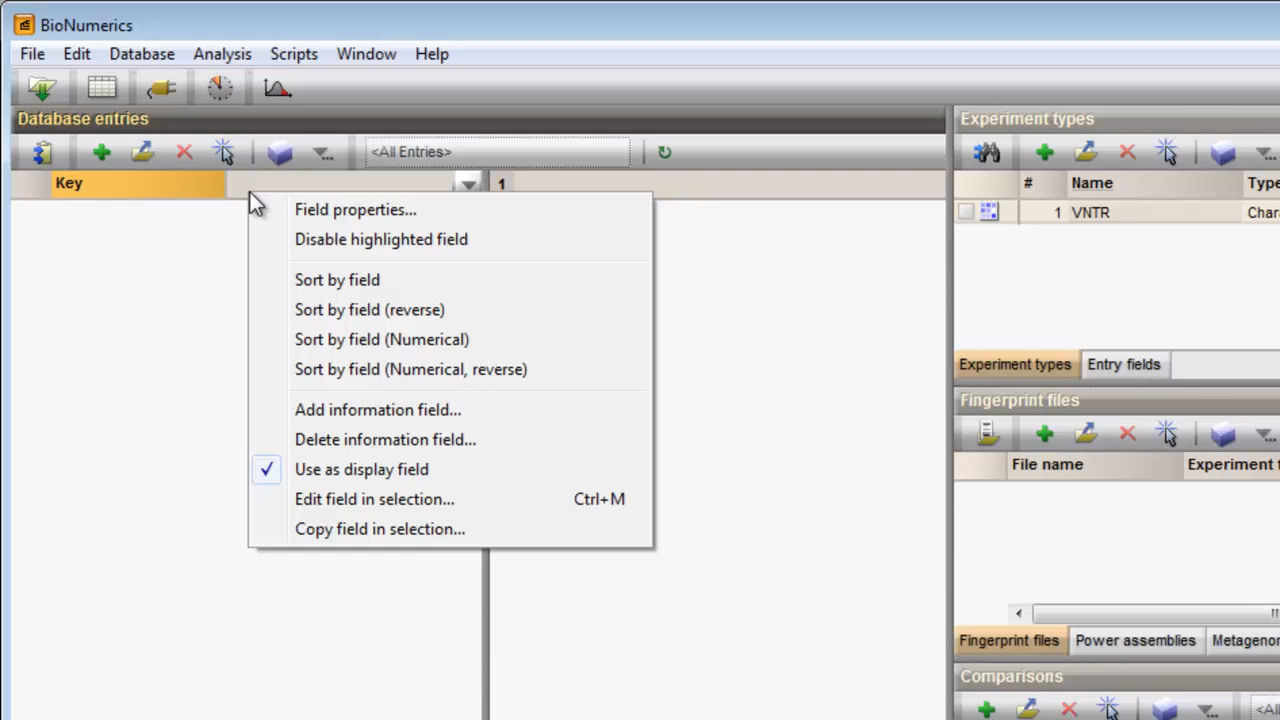 BioNumerics
File Edit Database Analysis Scripts Window Help
Database entries
<All Entries>
Key
1
Field properties...
Disable highlighted field
Sort by field
Sort by field (reverse)
Sort by field (Numerical)
Sort by field (Numerical, reverse)
Add information field...
Delete information field...
Use as display field
Edit field in selection... Ctrl+M
Copy field in selection...
Experiment types
# Name Type
1 VNTR Chara
Experiment types Entry fields
Fingerprint files
File name Experiment t
Fingerprint files Power assemblies Metagenom
Comparisons
<All